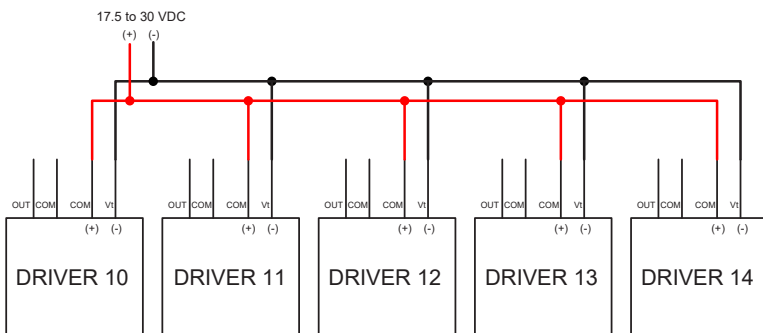 17.5 to 30 VDC
(+) (-)
OUT COM COM Vt OUT COM COM Vt OUT COM COM Vt OUT COM COM Vt OUT COM COM Vt
(+) (-) (+) (-) (+) (-) (+) (-) (+) (-)
DRIVER 10 DRIVER 11 DRIVER 12 DRIVER 13 DRIVER 14